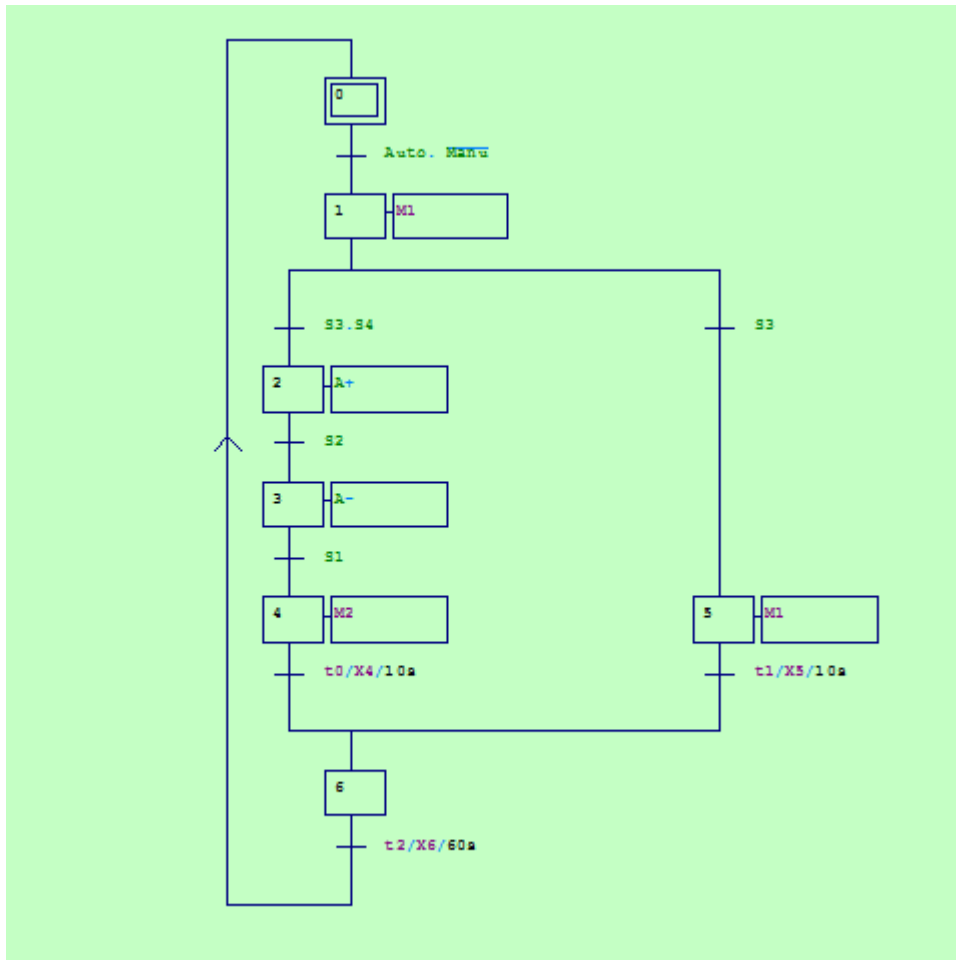 0
Auto. M̅a̅n̅u̅
1 M1
S3.S4 S3
2 A+
S2
3 A-
S1
4 M2 5 M1
t0/X4/10s t1/X5/10s
6
t2/X6/60s